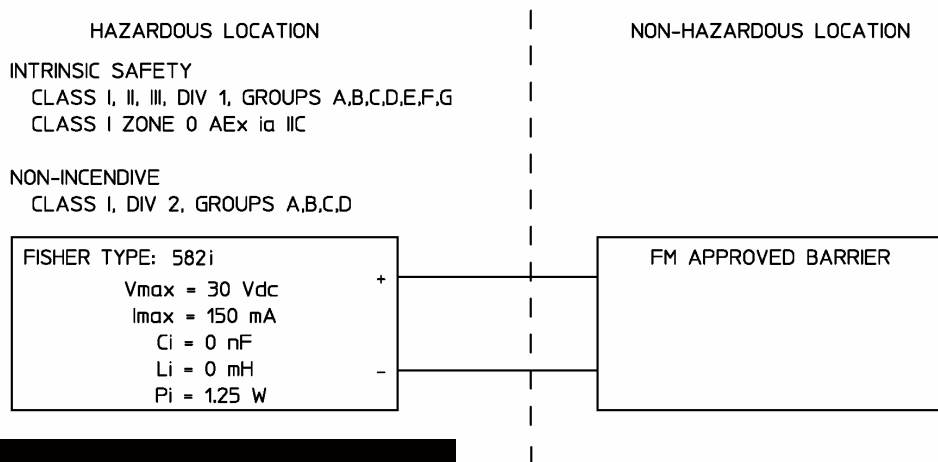 HAZARDOUS LOCATION
NON-HAZARDOUS LOCATION
INTRINSIC SAFETY
CLASS I, II, III, DIV 1, GROUPS A,B,C,D,E,F,G
CLASS I ZONE 0 AEx ia IIC
NON-INCENDIVE
CLASS I, DIV 2, GROUPS A,B,C,D
FISHER TYPE: 582i
Vmax = 30 Vdc
Imax = 150 mA
Ci = 0 nF
Li = 0 mH
Pi = 1.25 W
+
−
FM APPROVED BARRIER